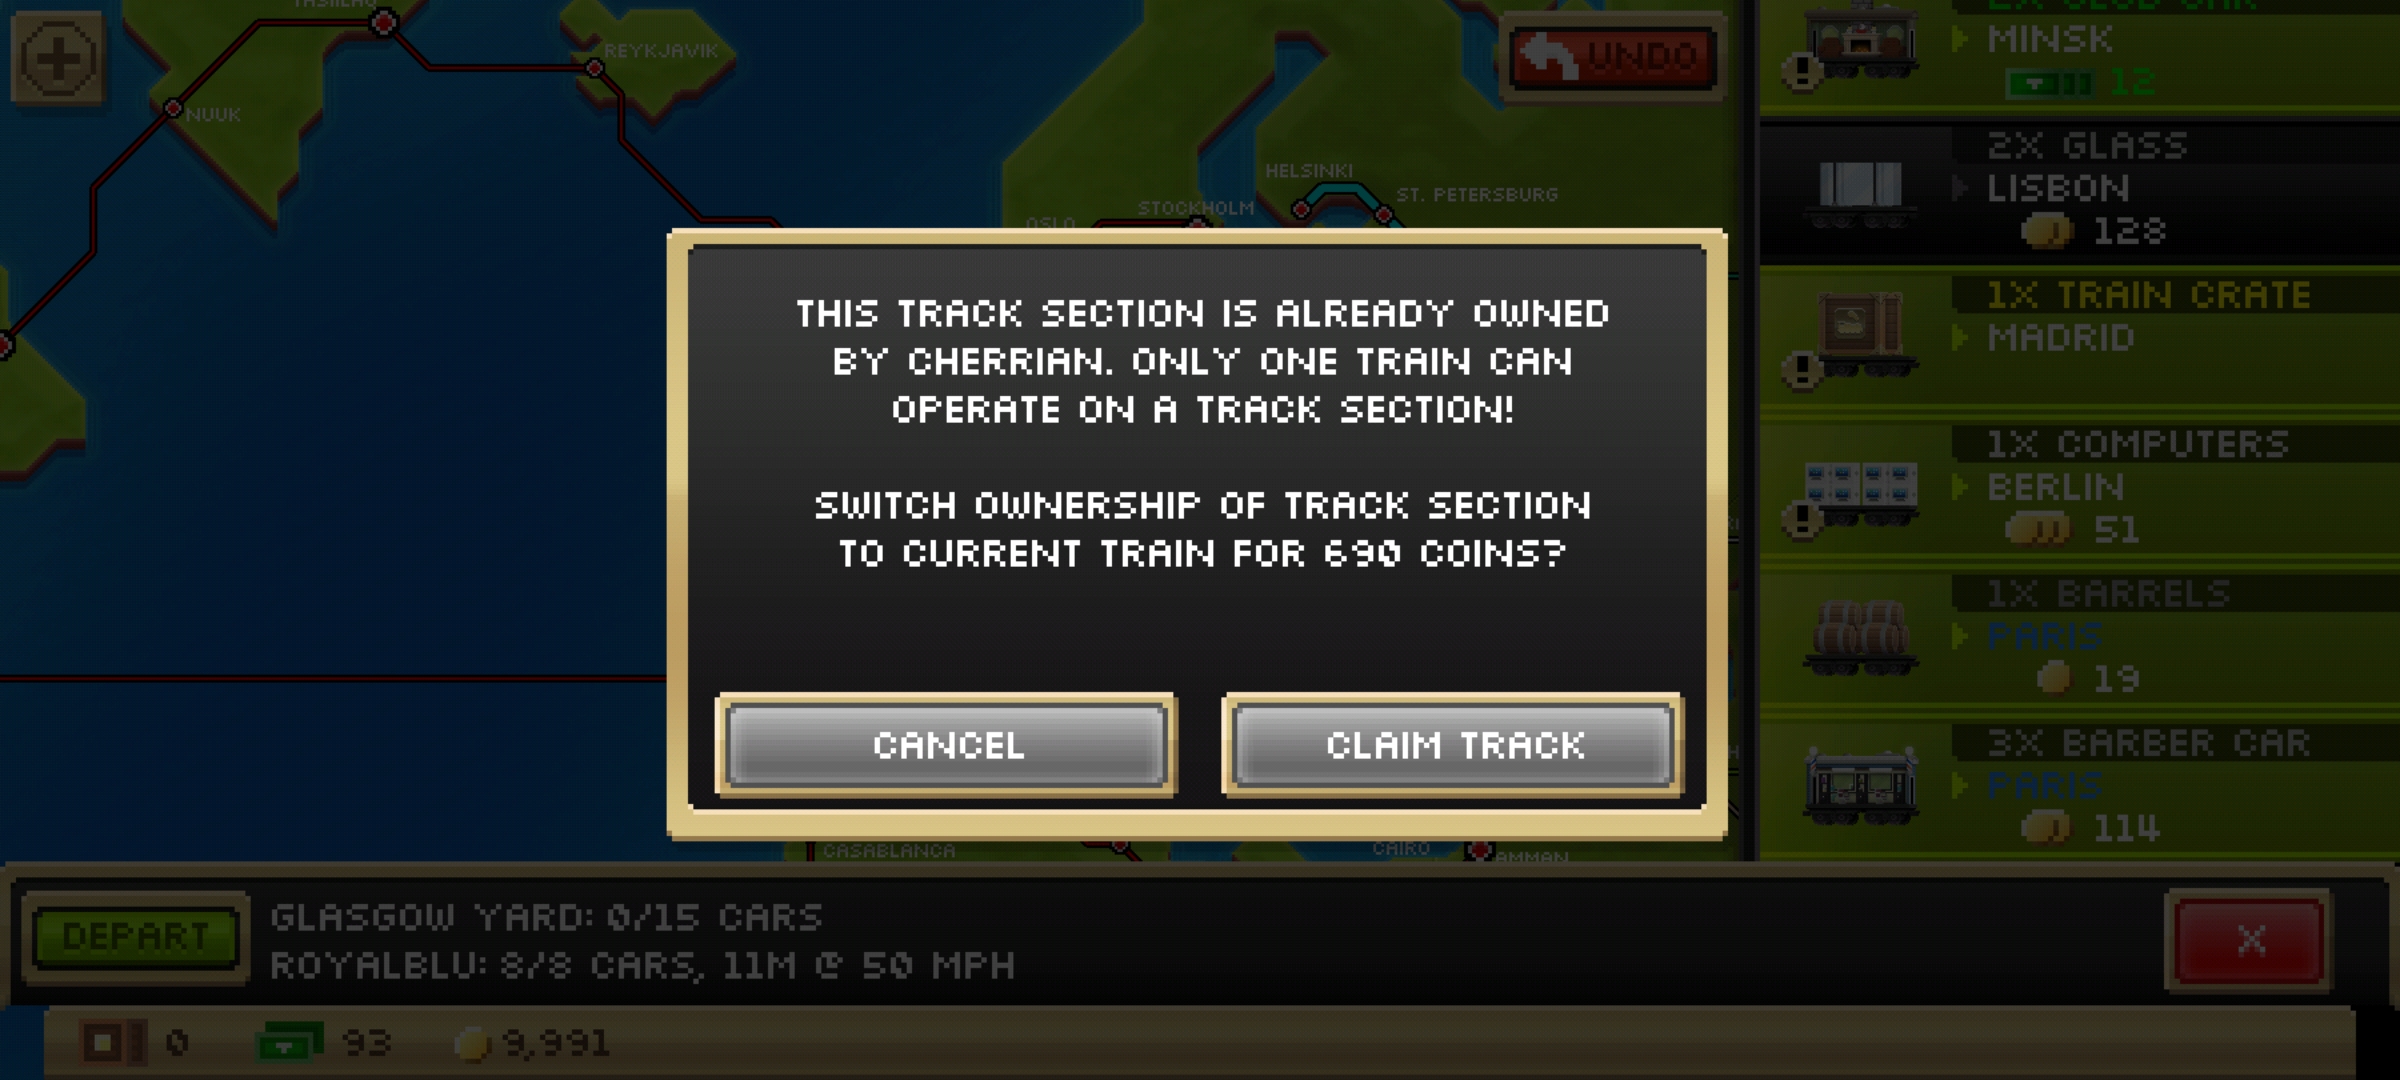 REYKJAVIK
NUUK
UNDO
HELSINKI
ST. PETERSBURG
STOCKHOLM
OSLO
MINSK
12
2X GLASS
LISBON
128
1X TRAIN CRATE
MADRID
1X COMPUTERS
BERLIN
51
1X BARRELS
PARIS
19
3X BARBER CAR
PARIS
114
THIS TRACK SECTION IS ALREADY OWNED
BY CHERRIAN. ONLY ONE TRAIN CAN
OPERATE ON A TRACK SECTION!
SWITCH OWNERSHIP OF TRACK SECTION
TO CURRENT TRAIN FOR 690 COINS?
CANCEL
CLAIM TRACK
CASABLANCA
CAIRO
AMMAN
DEPART
GLASGOW YARD: 0/15 CARS
ROYALBLU: 8/8 CARS, 11M @ 50 MPH
X
0
93
9,991